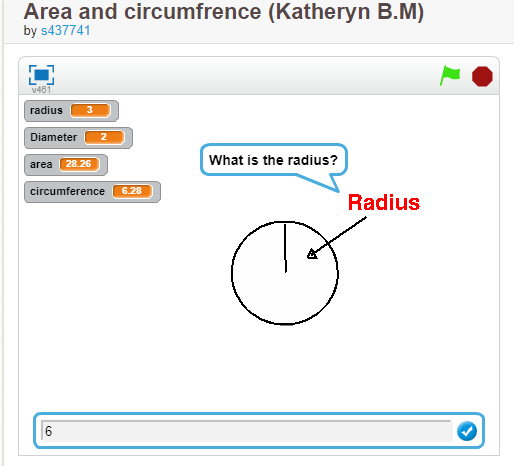 Area and circumfrence (Katheryn B.M)
by s437741
v461
radius 3
Diameter 2
area 28.26
circumference 6.28
What is the radius?
Radius
6